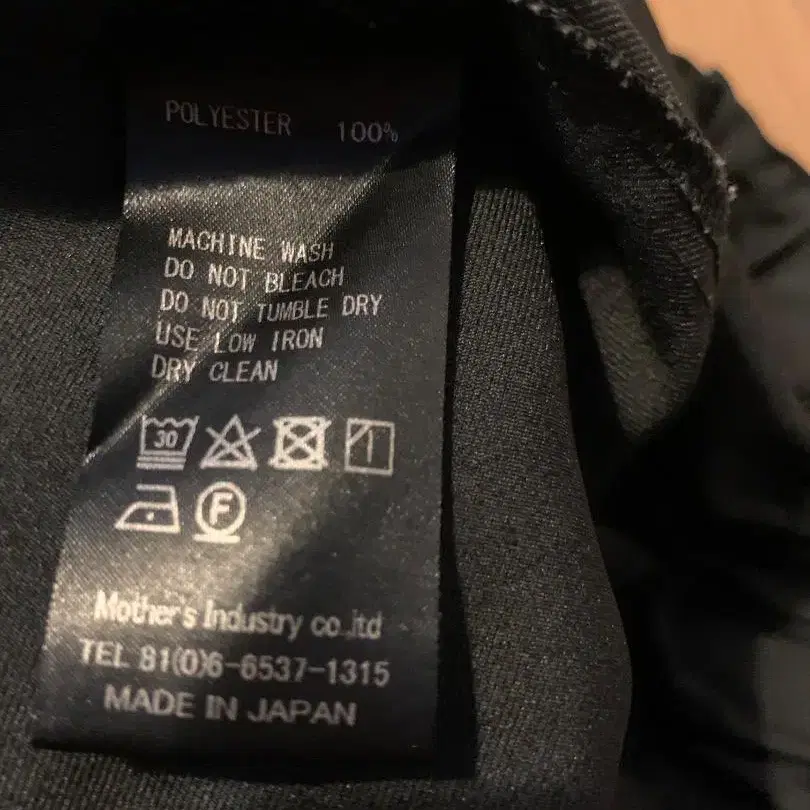 POLYESTER 100%
MACHINE WASH
DO NOT BLEACH
DO NOT TUMBLE DRY
USE LOW IRON
DRY CLEAN
30
F
Mother's Industry co.,ltd
TEL 81(0)6-6537-1315
MADE IN JAPAN